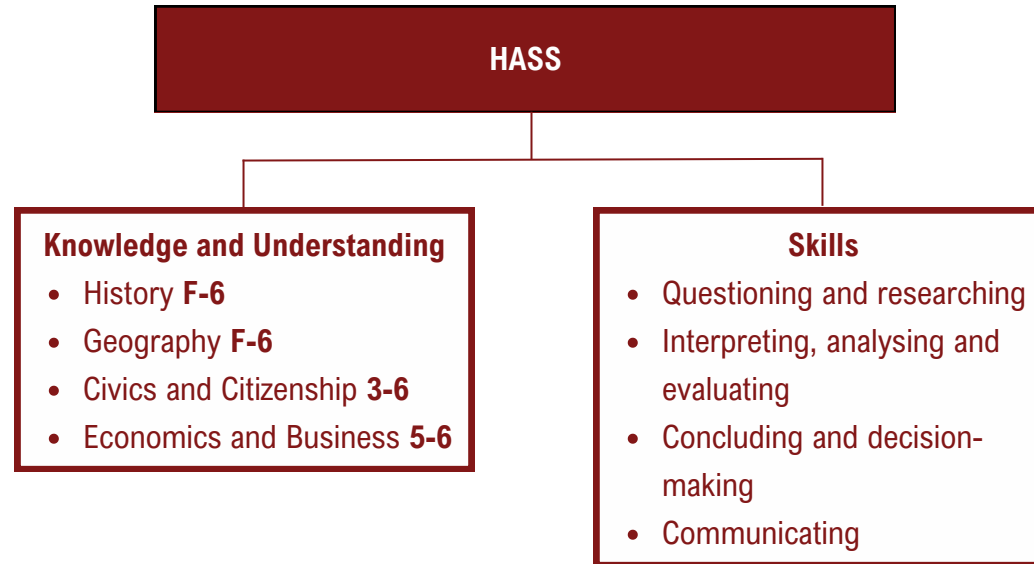 HASS
Knowledge and Understanding
• History F-6
• Geography F-6
• Civics and Citizenship 3-6
• Economics and Business 5-6
Skills
• Questioning and researching
• Interpreting, analysing and
evaluating
• Concluding and decision-
making
• Communicating